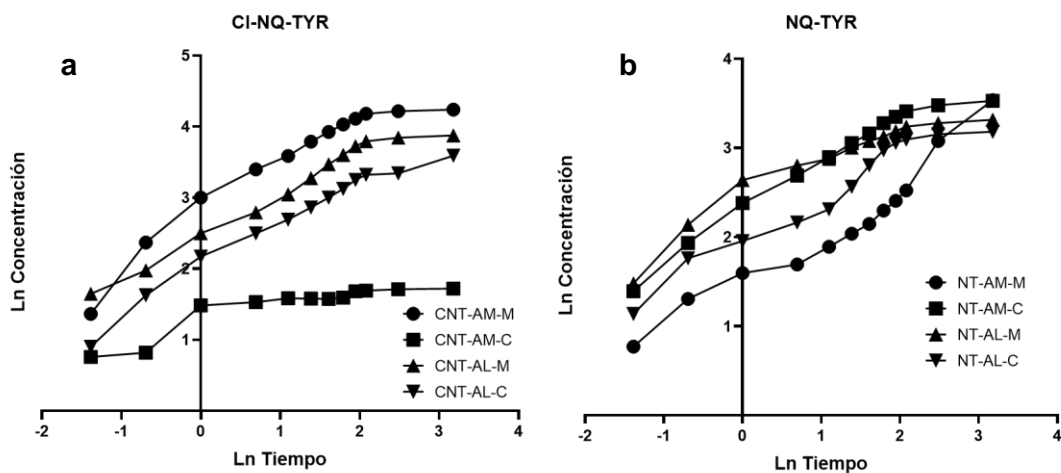 Cl-NQ-TYR
a
5
4
3
2
1
-2 -1 0 1 2 3 4
Ln Concentración
Ln Tiempo
CNT-AM-M
CNT-AM-C
CNT-AL-M
CNT-AL-C
NQ-TYR
b
4
3
2
1
-2 -1 0 1 2 3 4
Ln Concentración
Ln Tiempo
NT-AM-M
NT-AM-C
NT-AL-M
NT-AL-C